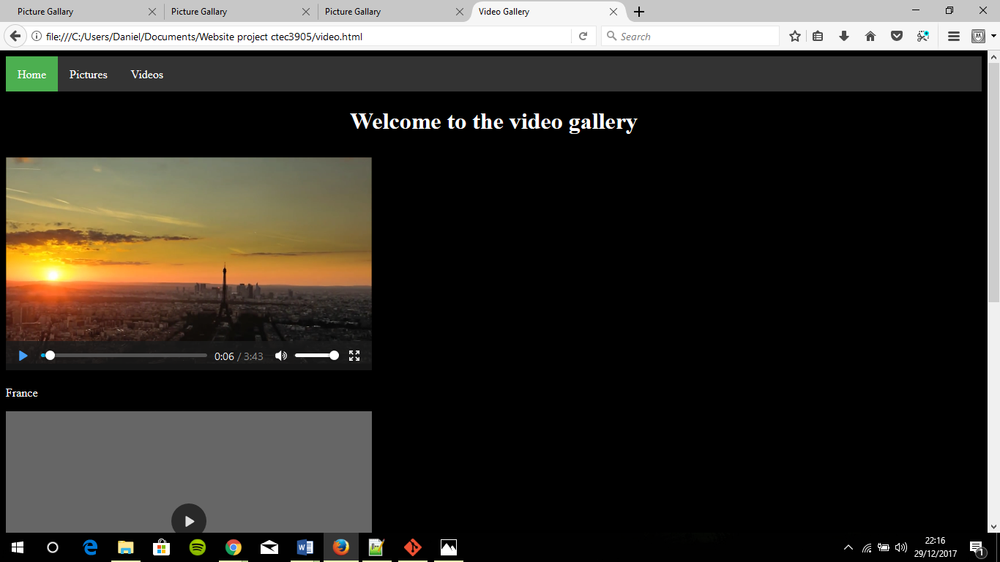 Picture Gallary
Picture Gallary
Picture Gallary
Video Gallery
file:///C:/Users/Daniel/Documents/Website project ctec3905/video.html
Search
Home
Pictures
Videos
Welcome to the video gallery
0:06 / 3:43
France
22:16
29/12/2017
1